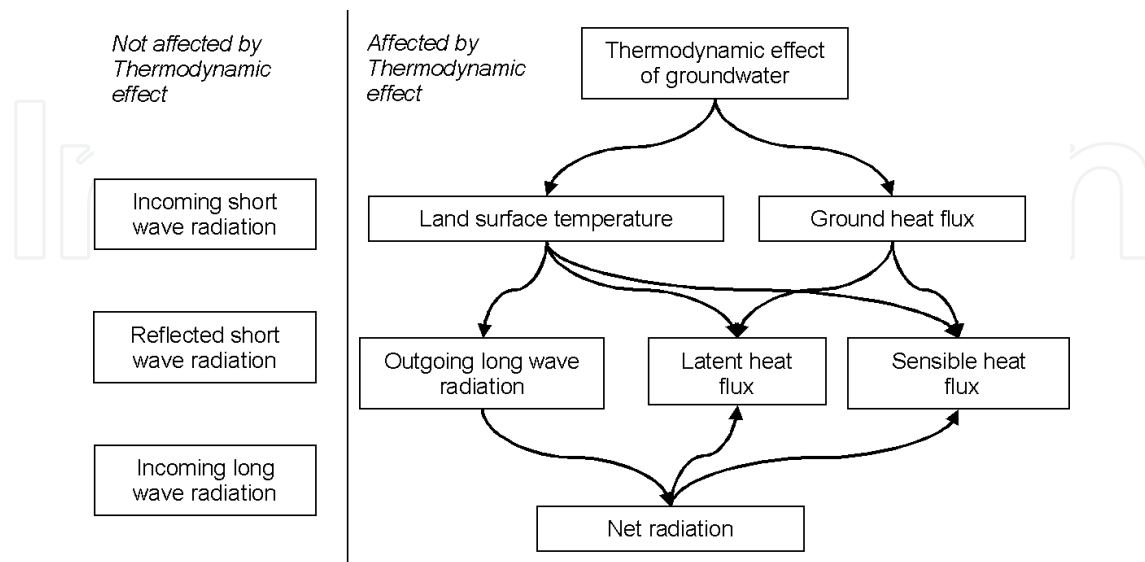 Not affected by
Thermodynamic
effect
Incoming short
wave radiation
Reflected short
wave radiation
Incoming long
wave radiation
Affected by
Thermodynamic
effect
Thermodynamic effect
of groundwater
Land surface temperature
Ground heat flux
Outgoing long wave
radiation
Latent heat
flux
Sensible heat
flux
Net radiation